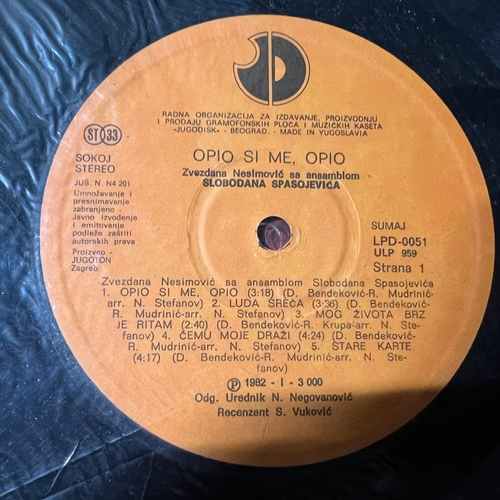 RADNA ORGANIZACIJA ZA IZDAVANJE, PROIZVODNJU
I PRODAJU GRAMOFONSKIH PLOČA I MUZIČKIH KASETA
«JUGODISK» – BEOGRAD. – MADE IN YUGOSLAVIA
ST 33
SOKOJ
STEREO
JUS. N. N4 201
Umnožavanje i
presnimavanje
zabranjeno.
Javno izvođenje
i emitovanje
podleže zaštiti
autorskih prava
Proizveo–
JUGOTON
Zagreb
OPIO SI ME, OPIO
Zvezdana Nesimović sa ansamblom
SLOBODANA SPASOJEVIĆA
SUMAJ
LPD-0051
ULP 959
Strana 1
Zvezdana Nesimović sa ansamblom Slobodana Spasojevića
1. OPIO SI ME, OPIO (3:18) (D. Bendeković-R. Mudrinić-
arr. N. Stefanov) 2. LUDA SREĆA (3:36) (D. Bendeković-
R. Mudrinić-arr. N. Stefanov) 3. MOG ŽIVOTA BRZ
JE RITAM (2:40) (D. Bendeković-R. Krupa-arr. N. Stef-
anov) 4. ČEMU MOJE DRAŽI (4:24) (D. Bendeković-
R. Mudrinić-arr. N. Stefanov) 5. STARE KARTE
(4:17) (D. Bendeković-R. Mudrinić-arr. N. Ste-
fanov)
Ⓟ 1982 - I - 3 000
Odg. Urednik N. Negovanović
Recenzent S. Vuković